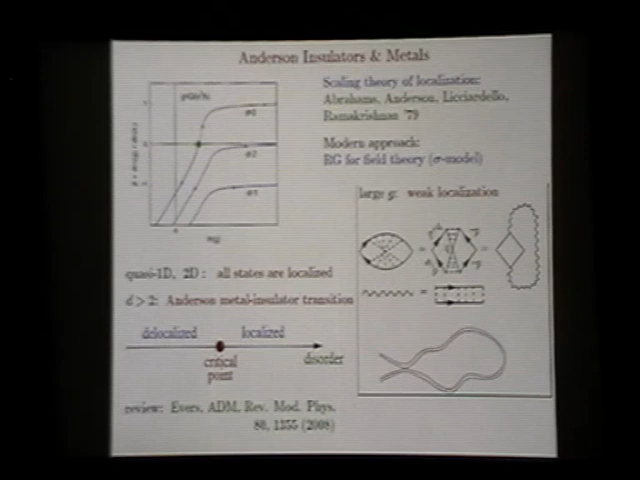 Anderson Insulators & Metals
Scaling theory of localization:
Abrahams, Anderson, Licciardello,
Ramakrishnan '79
Modern approach:
RG for field theory (σ-model)
large g: weak localization
quasi-1D, 2D : all states are localized
d > 2: Anderson metal-insulator transition
delocalized localized
disorder
critical
point
review: Evers, ADM, Rev. Mod. Phys.
80, 1355 (2008)